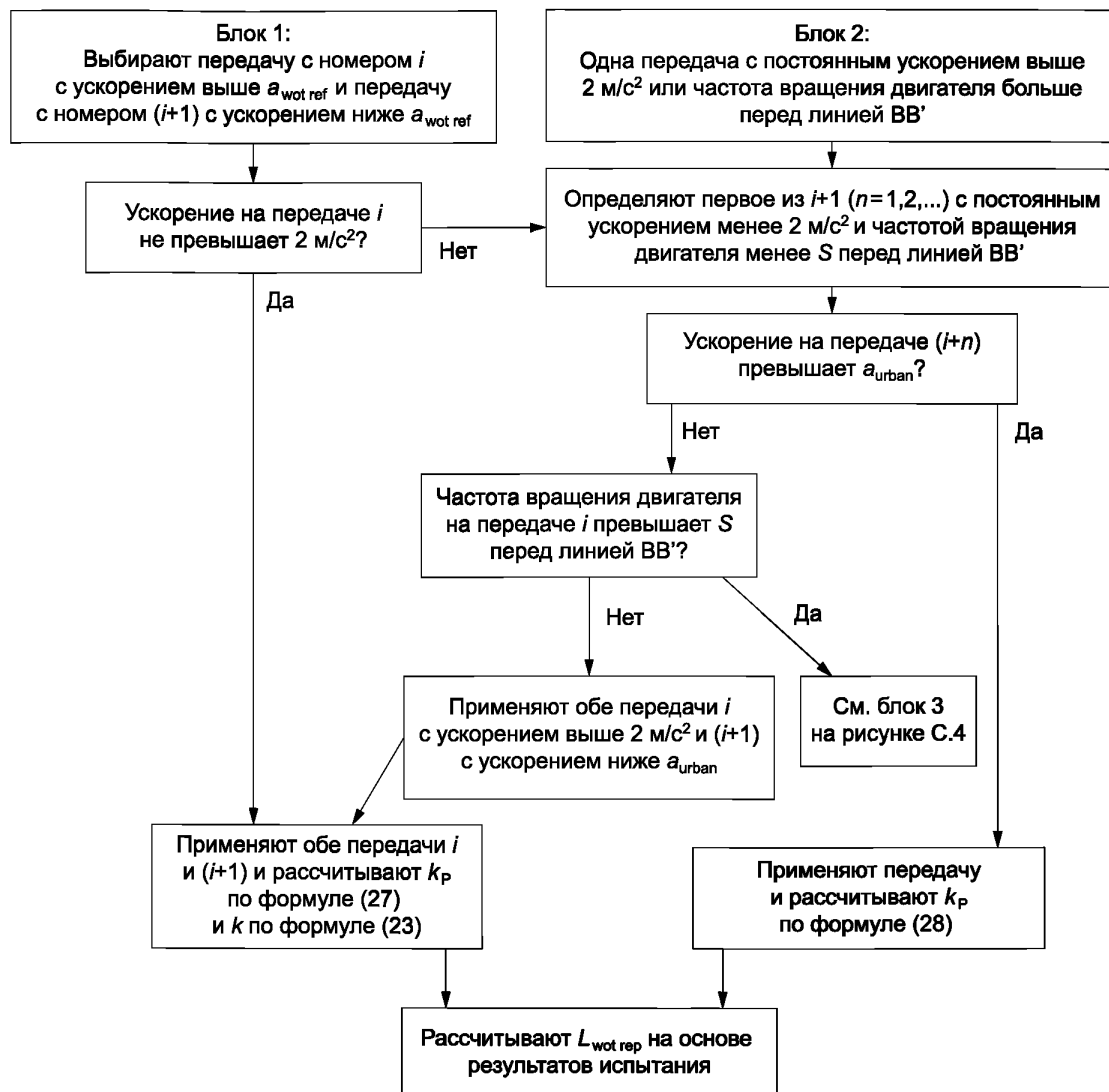 Блок 1:
Выбирают передачу с номером i
с ускорением выше a_wot ref и передачу
с номером (i+1) с ускорением ниже a_wot ref
Блок 2:
Одна передача с постоянным ускорением выше
2 м/с² или частота вращения двигателя больше
перед линией BB’
Ускорение на передаче i
не превышает 2 м/с²?
Нет
Да
Определяют первое из i+1 (n=1,2,...) с постоянным
ускорением менее 2 м/с² и частотой вращения
двигателя менее S перед линией BB’
Ускорение на передаче (i+n)
превышает a_urban?
Нет
Да
Частота вращения двигателя
на передаче i превышает S
перед линией BB’?
Нет
Да
Применяют обе передачи i
с ускорением выше 2 м/с² и (i+1)
с ускорением ниже a_urban
См. блок 3
на рисунке С.4
Применяют обе передачи i
и (i+1) и рассчитывают k_P
по формуле (27)
и k по формуле (23)
Применяют передачу
и рассчитывают k_P
по формуле (28)
Рассчитывают L_wot rep на основе
результатов испытания